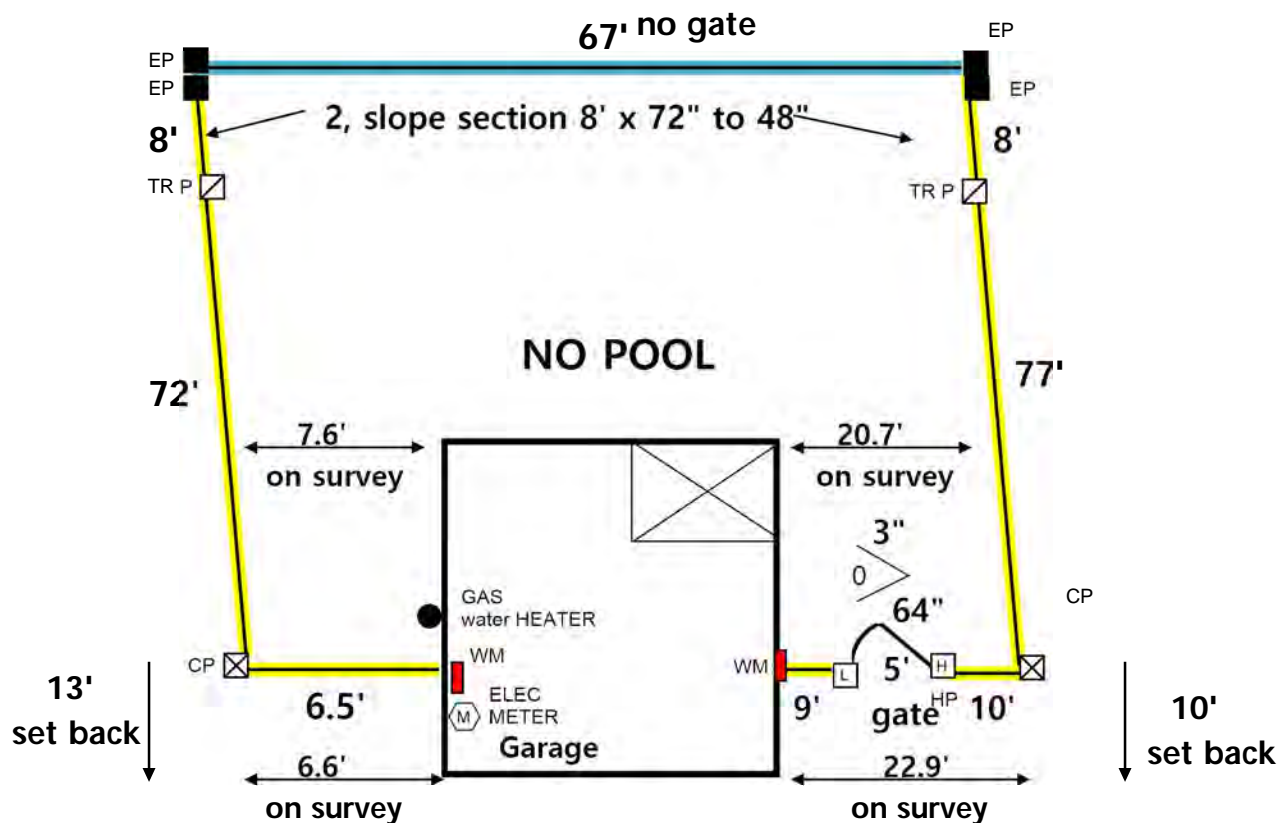 EP
67' no gate
EP
EP
EP
2, slope section 8' x 72" to 48"
8'
8'
TR P
TR P
NO POOL
72'
77'
7.6'
on survey
20.7'
on survey
3"
0
64"
CP
GAS
water HEATER
CP
WM
WM
L
5'
H
HP
gate
6.5'
M
ELEC
METER
9'
10'
13'
set back
10'
set back
Garage
6.6'
on survey
22.9'
on survey